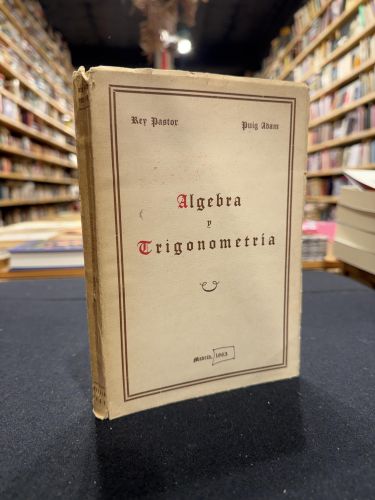 Rey Pastor Puig Adam
Algebra
y
Trigonometría
Madrid,